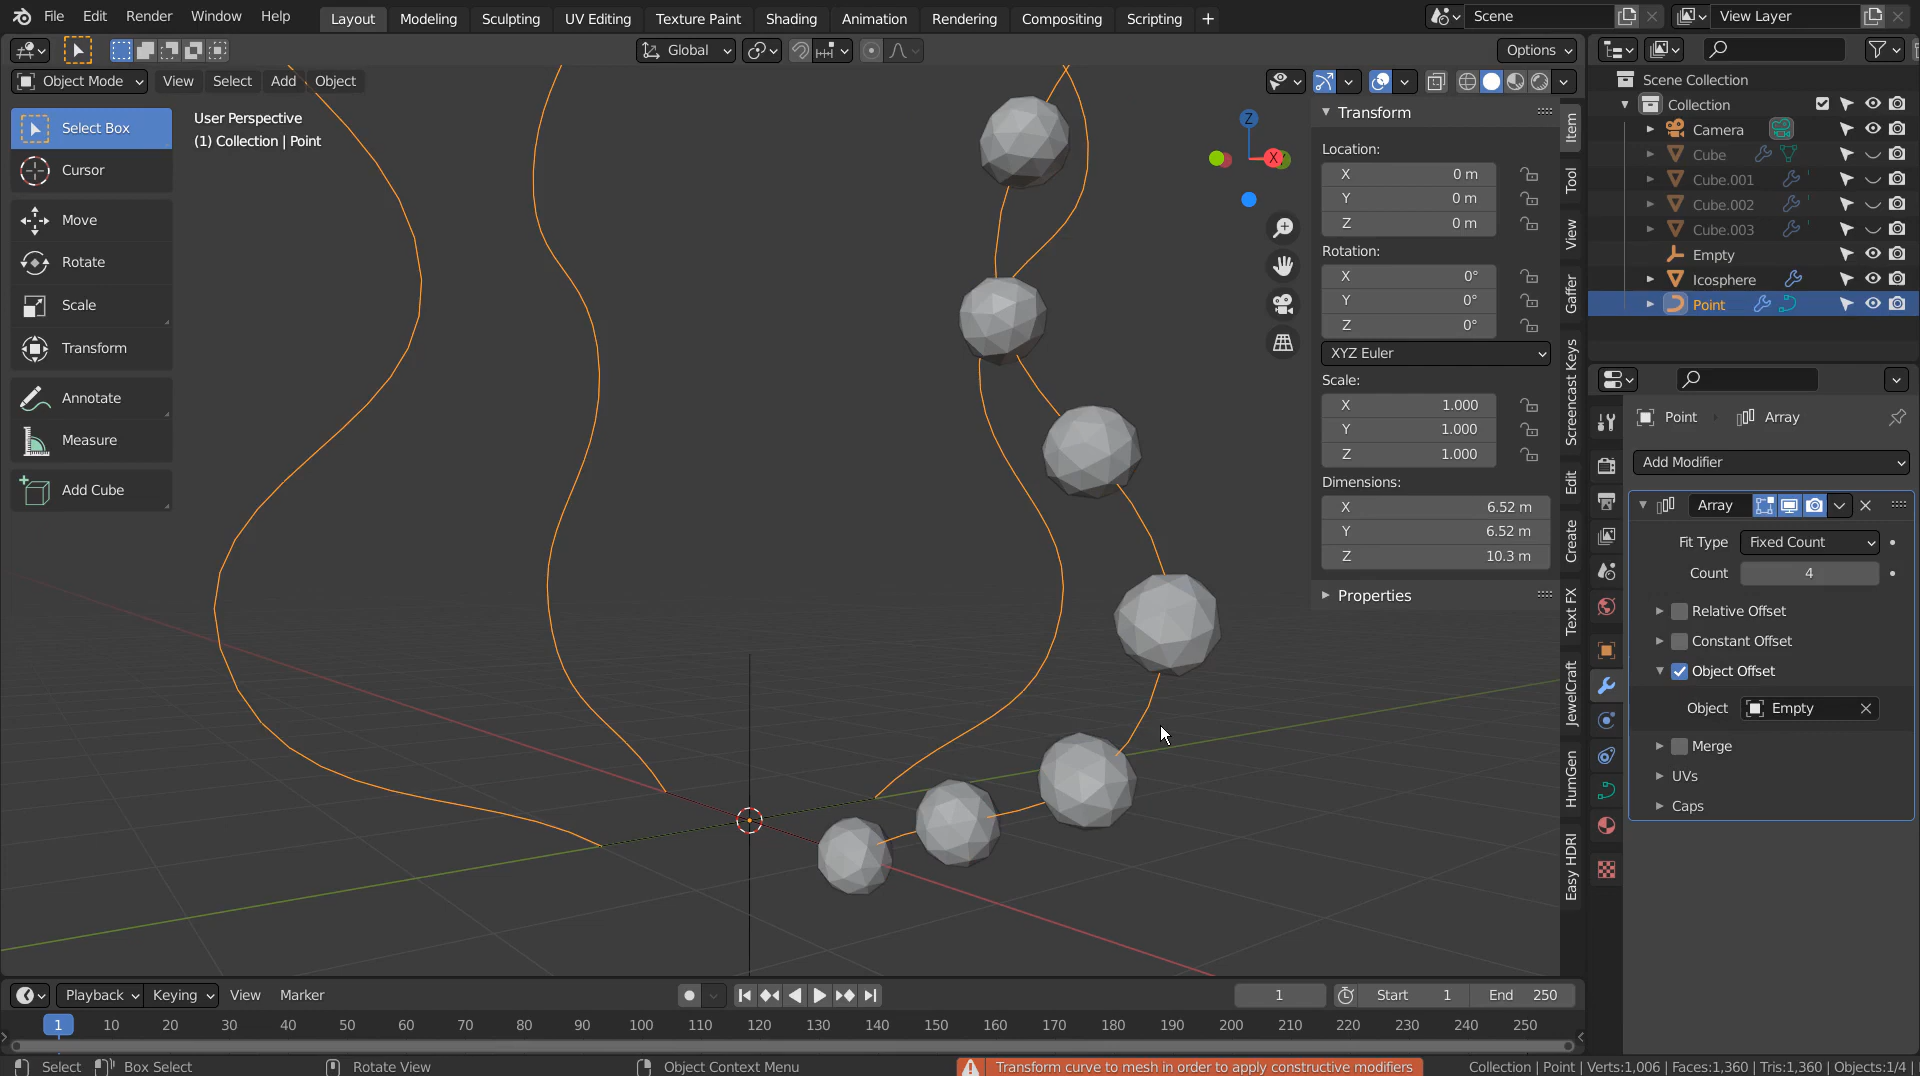 File Edit Render Window Help Layout Modeling Sculpting UV Editing Texture Paint Shading Animation Rendering Compositing Scripting + Scene View Layer
Global Options
Object Mode View Select Add Object
Select Box
Cursor
Move
Rotate
Scale
Transform
Annotate
Measure
Add Cube
User Perspective
(1) Collection | Point
Z
X
Transform
Location:
X 0 m
Y 0 m
Z 0 m
Rotation:
X 0°
Y 0°
Z 0°
XYZ Euler
Scale:
X 1.000
Y 1.000
Z 1.000
Dimensions:
X 6.52 m
Y 6.52 m
Z 10.3 m
Properties
Item
Tool
View
Gaffer
Screencast Keys
Edit
Create
Text FX
JewelCraft
HumGen
Easy HDRI
Scene Collection
Collection
Camera
Cube
Cube.001
Cube.002
Cube.003
Empty
Icosphere
Point
Point Array
Add Modifier
Array
Fit Type Fixed Count
Count 4
Relative Offset
Constant Offset
Object Offset
Object Empty
Merge
UVs
Caps
Playback Keying View Marker 1 Start 1 End 250
1 10 20 30 40 50 60 70 80 90 100 110 120 130 140 150 160 170 180 190 200 210 220 230 240 250
Select Box Select Rotate View Object Context Menu Transform curve to mesh in order to apply constructive modifiers Collection | Point | Verts:1,006 | Faces:1,360 | Tris:1,360 | Objects:1/4